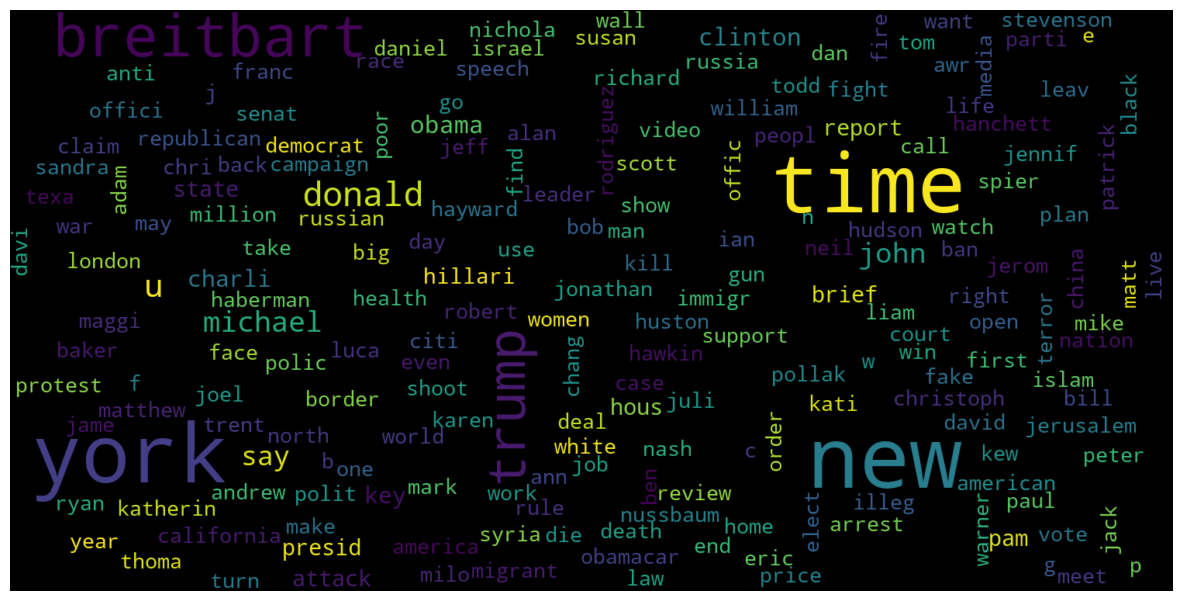 breitbart
nichola
wall
stevenson
daniel israel
susan
clinton
fire
tom
want
parti
e
anti
franc
race
speech
russia
dan
awr
media
j
richard
todd fight
leav
offici
senat
go
rodriguez
william
life
black
claim
republican
democrat
poor
obama
alan
video
peopl
report
hanchett
sandra
chri back campaign
jeff
find
scott
offic
call
jennif
patrick
texa
adam
state
donald
leader
time
spier
million
russian
hayward
show
n
plan
war
may
bob man
hudson watch
davi
take
big
day
use
ian
neil
john
ban
jerom
china
matt
live
london
u
charli
hillari
kill
gun
haberman
health
jonathan
immigr
brief
right
maggi
michael
robert
women
huston
liam
open
terror
mike
baker
face
polic
luca
citi
even
trump
chang
support
court
nation
hawkin
win
first
protest
f
joel
border
shoot
case
pollak
w
fake
islam
jame
matthew
trent
karen
deal
hous
juli
kati
christoph
bill
york
say
north
world
white
nash
order
new
david
jerusalem
b one
ann
job
c
kew
peter
ryan
andrew
polit
key
mark
work
ben
review
american
katherin
rule
nussbaum
elect
illeg
paul
year
california
make
presid
america
syria die
death
home
arrest
warner
pam
vote
jack
thoma
obamacar
end
eric
turn
attack
milo migrant
law
price
g meet
p